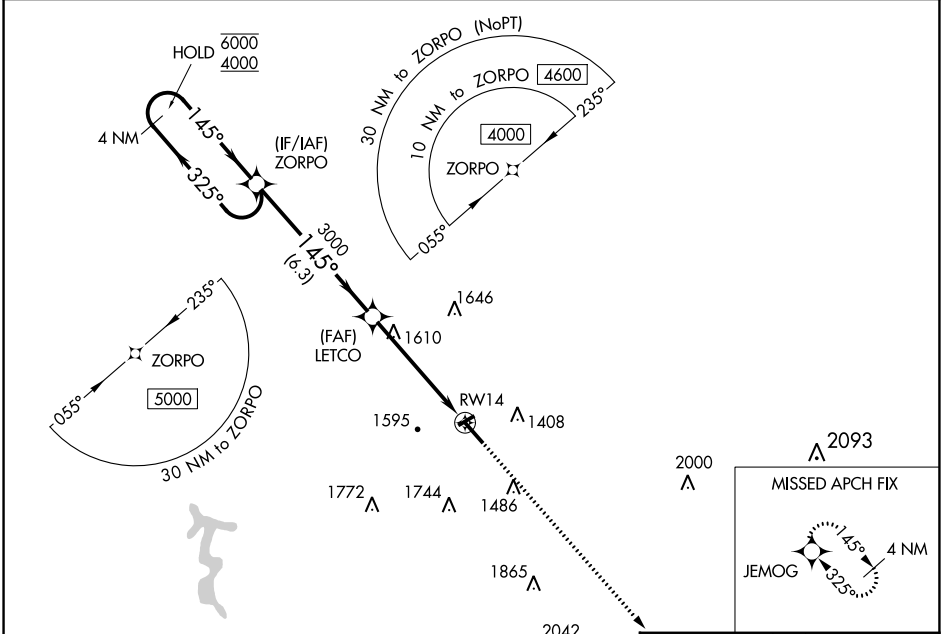 HOLD 6000
4000
4 NM
145°
325°
(IF/IAF)
ZORPO
30 NM to ZORPO (NoPT)
4600
10 NM to ZORPO
4000
235°
ZORPO
055°
3000
145°
(6.3)
(FAF)
LETCO
1646
1610
235°
ZORPO
5000
055°
30 NM to ZORPO
RW14
1595
1408
1772
1744
1486
2000
2093
1865
2042
MISSED APCH FIX
145°
4 NM
JEMOG
325°